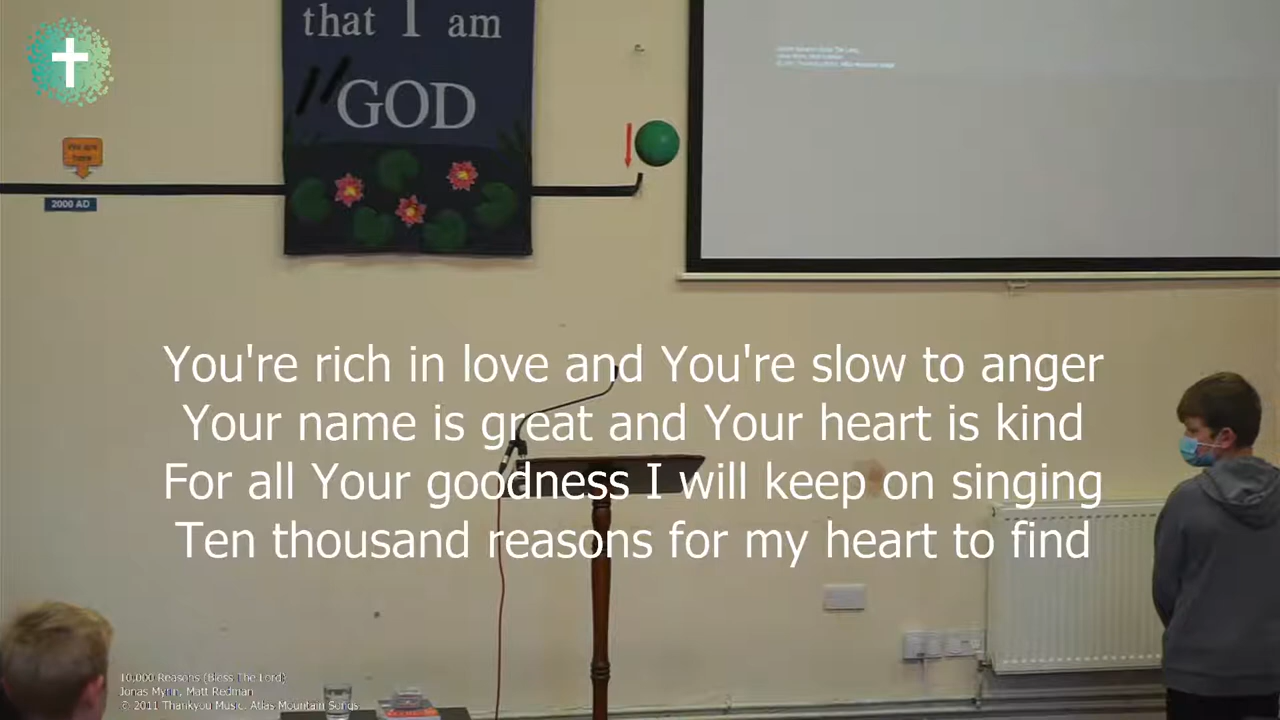 that I am
GOD
We are
here
2000 AD
You're rich in love and You're slow to anger
Your name is great and Your heart is kind
For all Your goodness I will keep on singing
Ten thousand reasons for my heart to find
10,000 Reasons (Bless The Lord)
Jonas Myrin, Matt Redman
© 2011 Thankyou Music, Atlas Mountain Songs